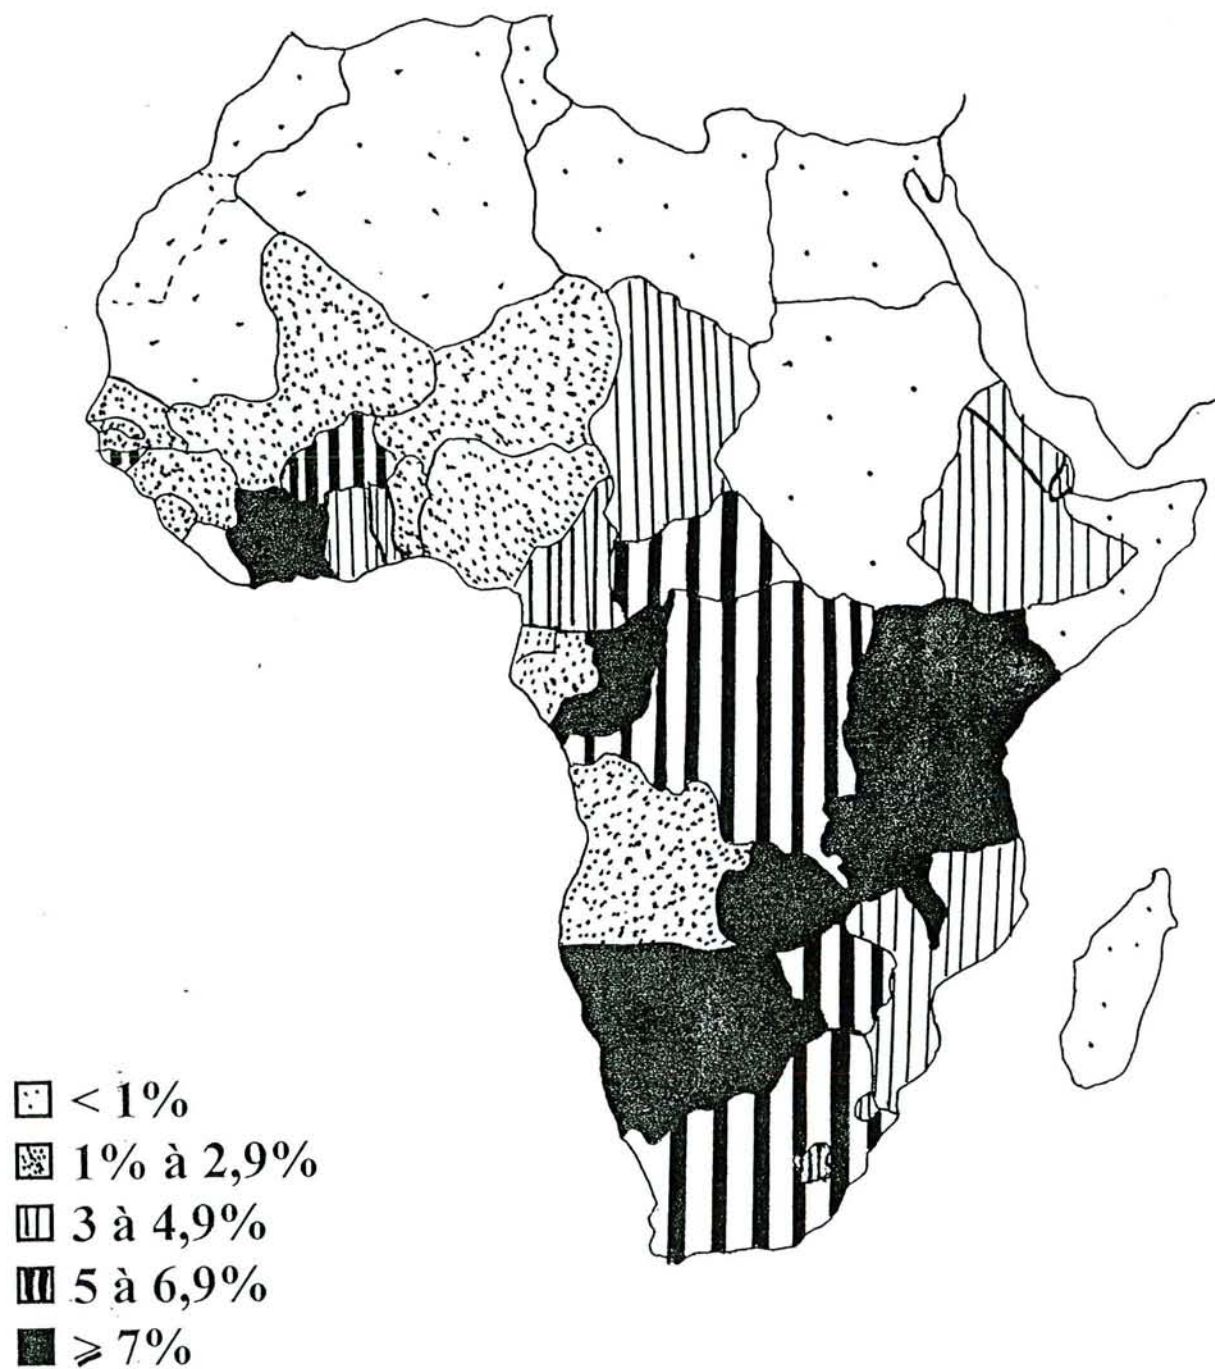 < 1%
1% à 2,9%
3 à 4,9%
5 à 6,9%
⩾ 7%